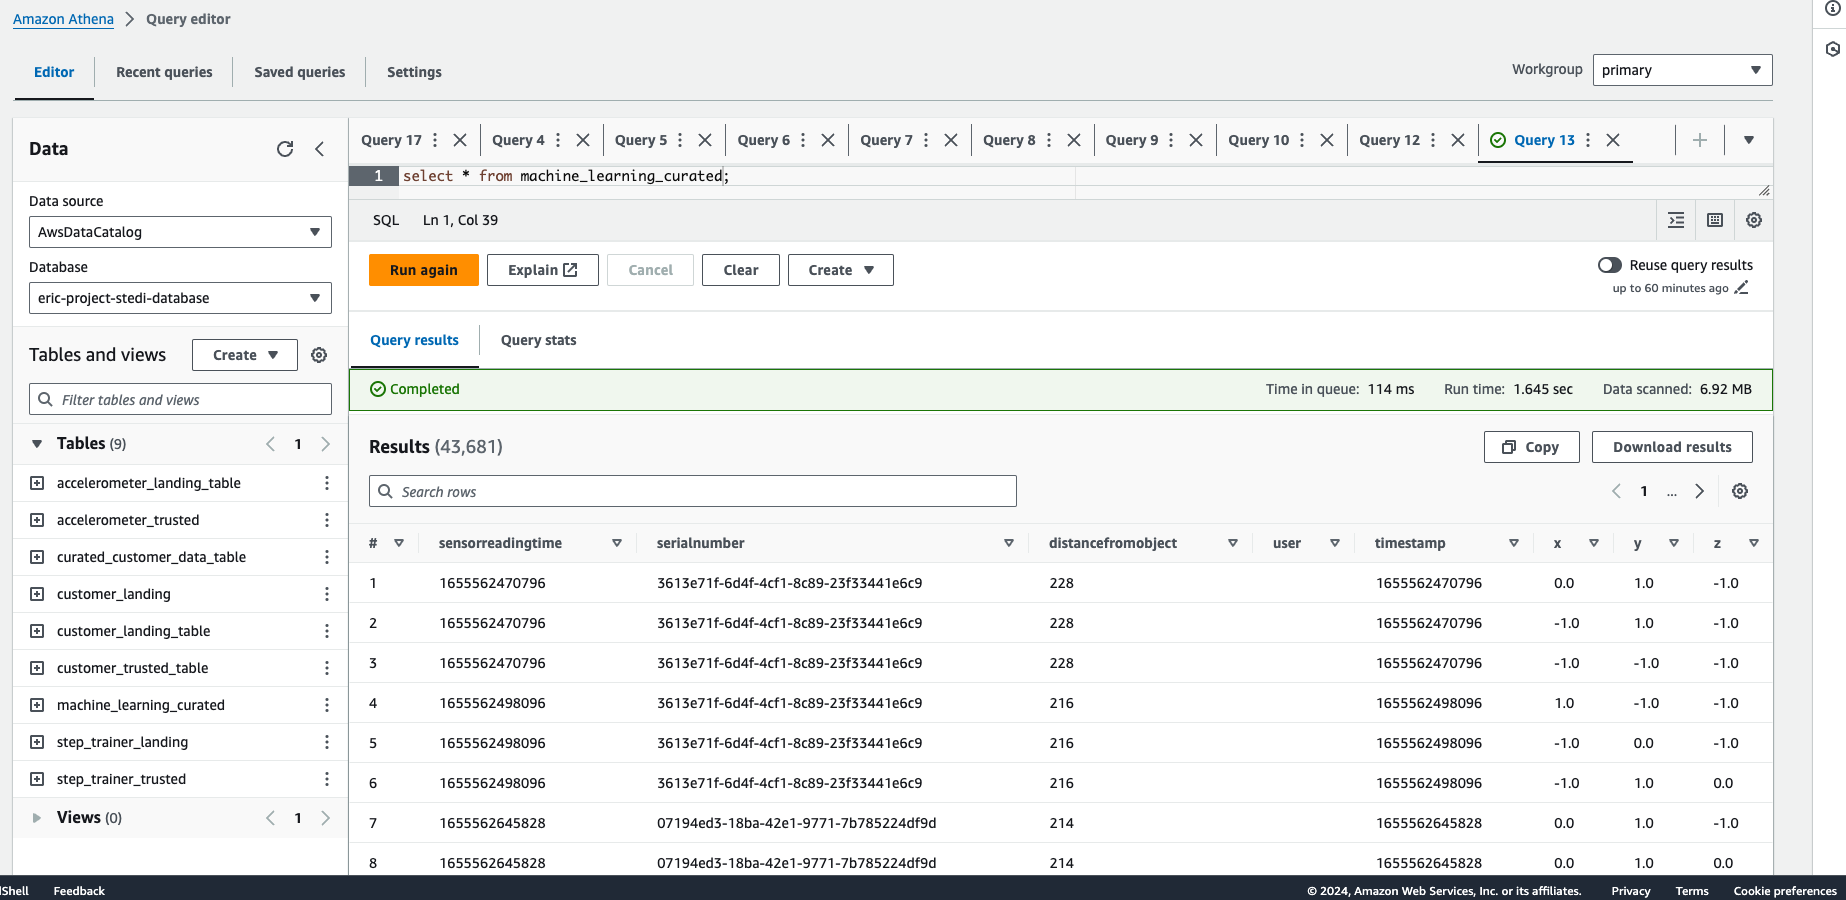 Amazon Athena > Query editor
Editor Recent queries Saved queries Settings
Workgroup primary
Data
Data source
AwsDataCatalog
Database
eric-project-stedi-database
Tables and views Create
Filter tables and views
Tables (9) 1
accelerometer_landing_table
accelerometer_trusted
curated_customer_data_table
customer_landing
customer_landing_table
customer_trusted_table
machine_learning_curated
step_trainer_landing
step_trainer_trusted
Views (0) 1
Query 17 Query 4 Query 5 Query 6 Query 7 Query 8 Query 9 Query 10 Query 12 Query 13
1 select * from machine_learning_curated;
SQL Ln 1, Col 39
Run again Explain Cancel Clear Create
Reuse query results
up to 60 minutes ago
Query results Query stats
Completed Time in queue: 114 ms Run time: 1.645 sec Data scanned: 6.92 MB
Results (43,681) Copy Download results
Search rows 1 ...
# sensorreadingtime serialnumber distancefromobject user timestamp x y z
1 1655562470796 3613e71f-6d4f-4cf1-8c89-23f33441e6c9 228 1655562470796 0.0 1.0 -1.0
2 1655562470796 3613e71f-6d4f-4cf1-8c89-23f33441e6c9 228 1655562470796 -1.0 1.0 -1.0
3 1655562470796 3613e71f-6d4f-4cf1-8c89-23f33441e6c9 228 1655562470796 -1.0 -1.0 -1.0
4 1655562498096 3613e71f-6d4f-4cf1-8c89-23f33441e6c9 216 1655562498096 1.0 -1.0 -1.0
5 1655562498096 3613e71f-6d4f-4cf1-8c89-23f33441e6c9 216 1655562498096 -1.0 0.0 -1.0
6 1655562498096 3613e71f-6d4f-4cf1-8c89-23f33441e6c9 216 1655562498096 -1.0 1.0 0.0
7 1655562645828 07194ed3-18ba-42e1-9771-7b785224df9d 214 1655562645828 0.0 1.0 -1.0
8 1655562645828 07194ed3-18ba-42e1-9771-7b785224df9d 214 1655562645828 0.0 1.0 0.0
Shell Feedback © 2024, Amazon Web Services, Inc. or its affiliates. Privacy Terms Cookie preferences